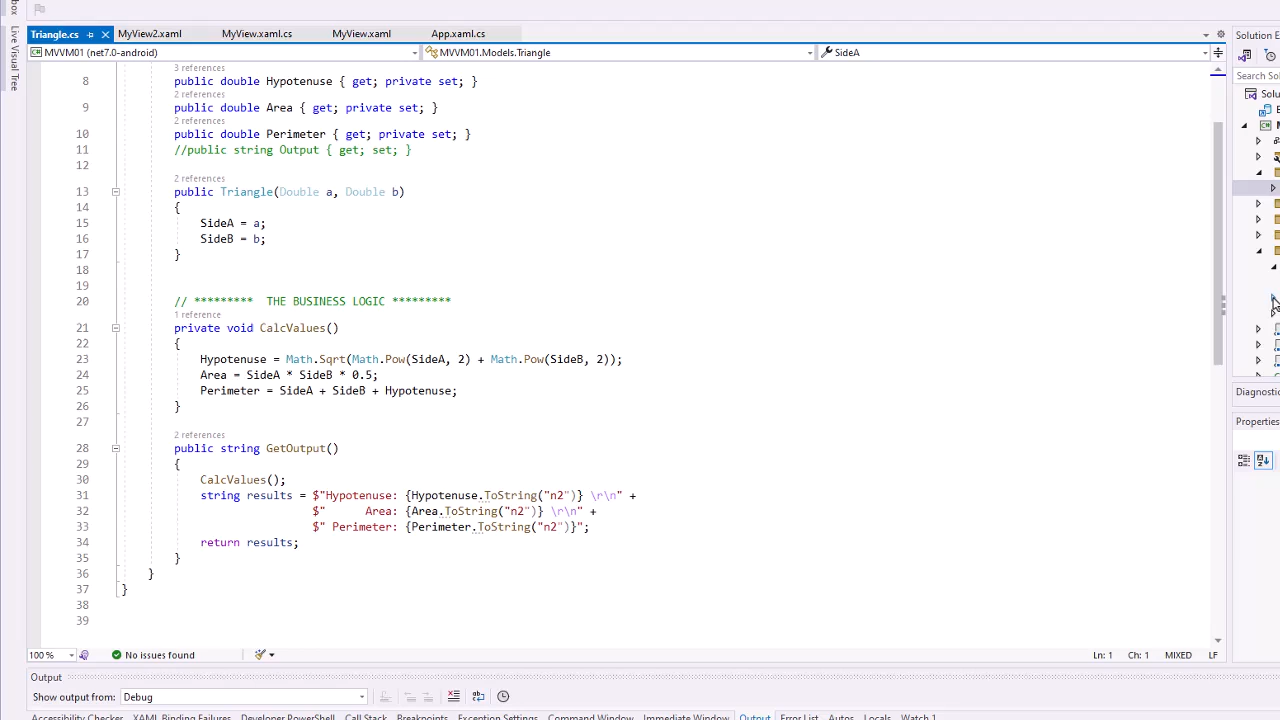 box
Live Visual Tree
Triangle.cs MyView2.xaml MyView.xaml.cs MyView.xaml App.xaml.cs
MVVM01 (net7.0-android) MVVM01.Models.Triangle SideA
3 references
8 public double Hypotenuse { get; private set; }
2 references
9 public double Area { get; private set; }
2 references
10 public double Perimeter { get; private set; }
11 //public string Output { get; set; }
12
2 references
13 public Triangle(Double a, Double b)
14 {
15 SideA = a;
16 SideB = b;
17 }
18
19
20 // ********* THE BUSINESS LOGIC *********
1 reference
21 private void CalcValues()
22 {
23 Hypotenuse = Math.Sqrt(Math.Pow(SideA, 2) + Math.Pow(SideB, 2));
24 Area = SideA * SideB * 0.5;
25 Perimeter = SideA + SideB + Hypotenuse;
26 }
27
2 references
28 public string GetOutput()
29 {
30 CalcValues();
31 string results = $"Hypotenuse: {Hypotenuse.ToString("n2")} \r\n" +
32 $" Area: {Area.ToString("n2")} \r\n" +
33 $" Perimeter: {Perimeter.ToString("n2")}";
34 return results;
35 }
36 }
37 }
38
39
100 % No issues found Ln: 1 Ch: 1 MIXED LF
Output
Show output from: Debug
Accessibility Checker XAML Binding Failures Developer PowerShell Call Stack Breakpoints Exception Settings Command Window Immediate Window Output Error List Autos Locals Watch 1
Solution E
Search Sol
Solu
Diagnostic
Properties